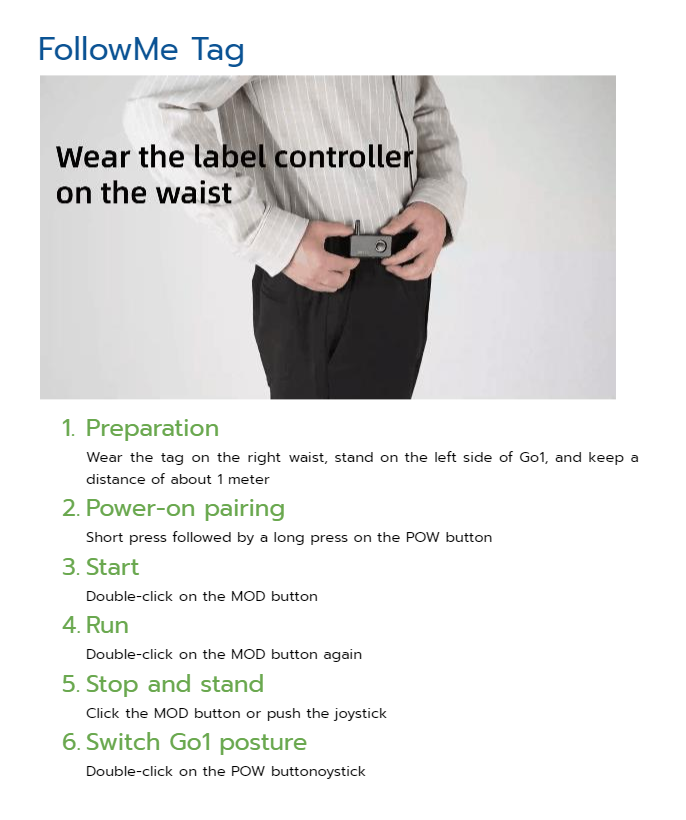 FollowMe Tag
Wear the label controller
on the waist
1. Preparation
Wear the tag on the right waist, stand on the left side of Go1, and keep a
distance of about 1 meter
2. Power-on pairing
Short press followed by a long press on the POW button
3. Start
Double-click on the MOD button
4. Run
Double-click on the MOD button again
5. Stop and stand
Click the MOD button or push the joystick
6. Switch Go1 posture
Double-click on the POW buttonoystick